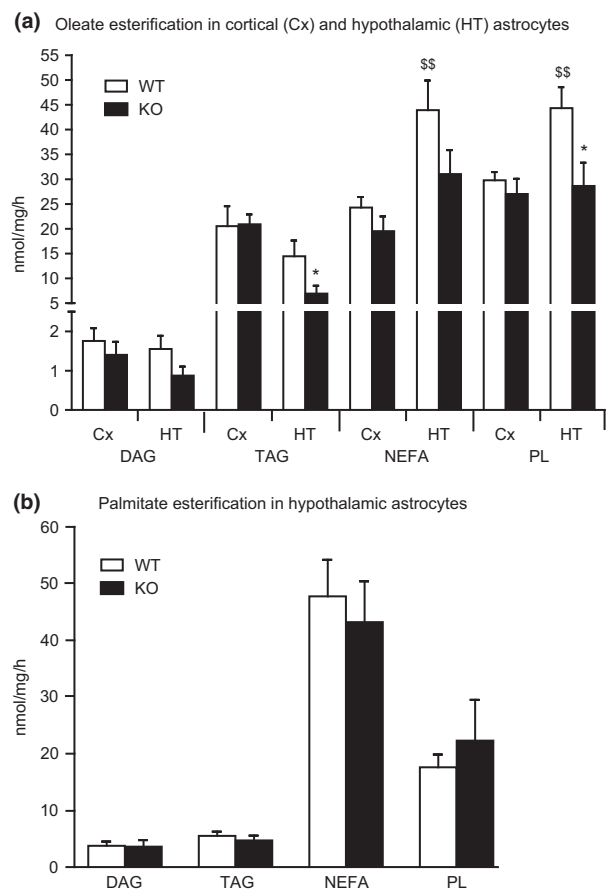 (a) Oleate esterification in cortical (Cx) and hypothalamic (HT) astrocytes
nmol/mg/h
55
50
45
40
35
30
25
20
15
10
5
2
1
0
WT
KO
*
$$
$$
*
Cx HT Cx HT Cx HT Cx HT
DAG TAG NEFA PL
(b) Palmitate esterification in hypothalamic astrocytes
nmol/mg/h
60
50
40
30
20
10
0
WT
KO
DAG TAG NEFA PL